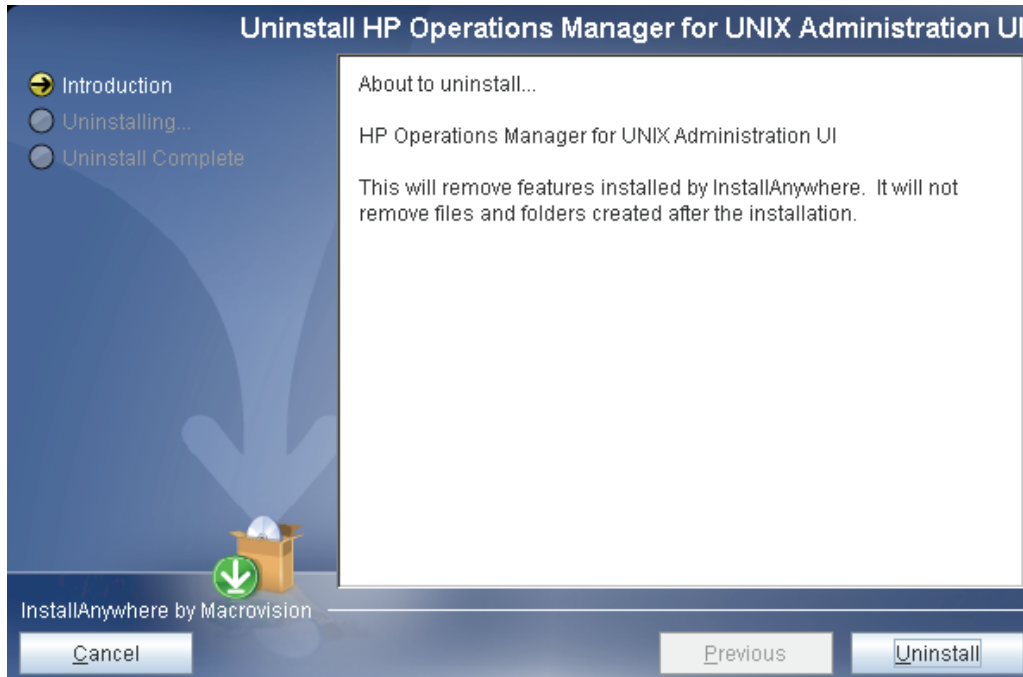 Uninstall HP Operations Manager for UNIX Administration UI
Introduction
Uninstalling...
Uninstall Complete
About to uninstall...
HP Operations Manager for UNIX Administration UI
This will remove features installed by InstallAnywhere. It will not
remove files and folders created after the installation.
InstallAnywhere by Macrovision
Cancel
Previous
Uninstall